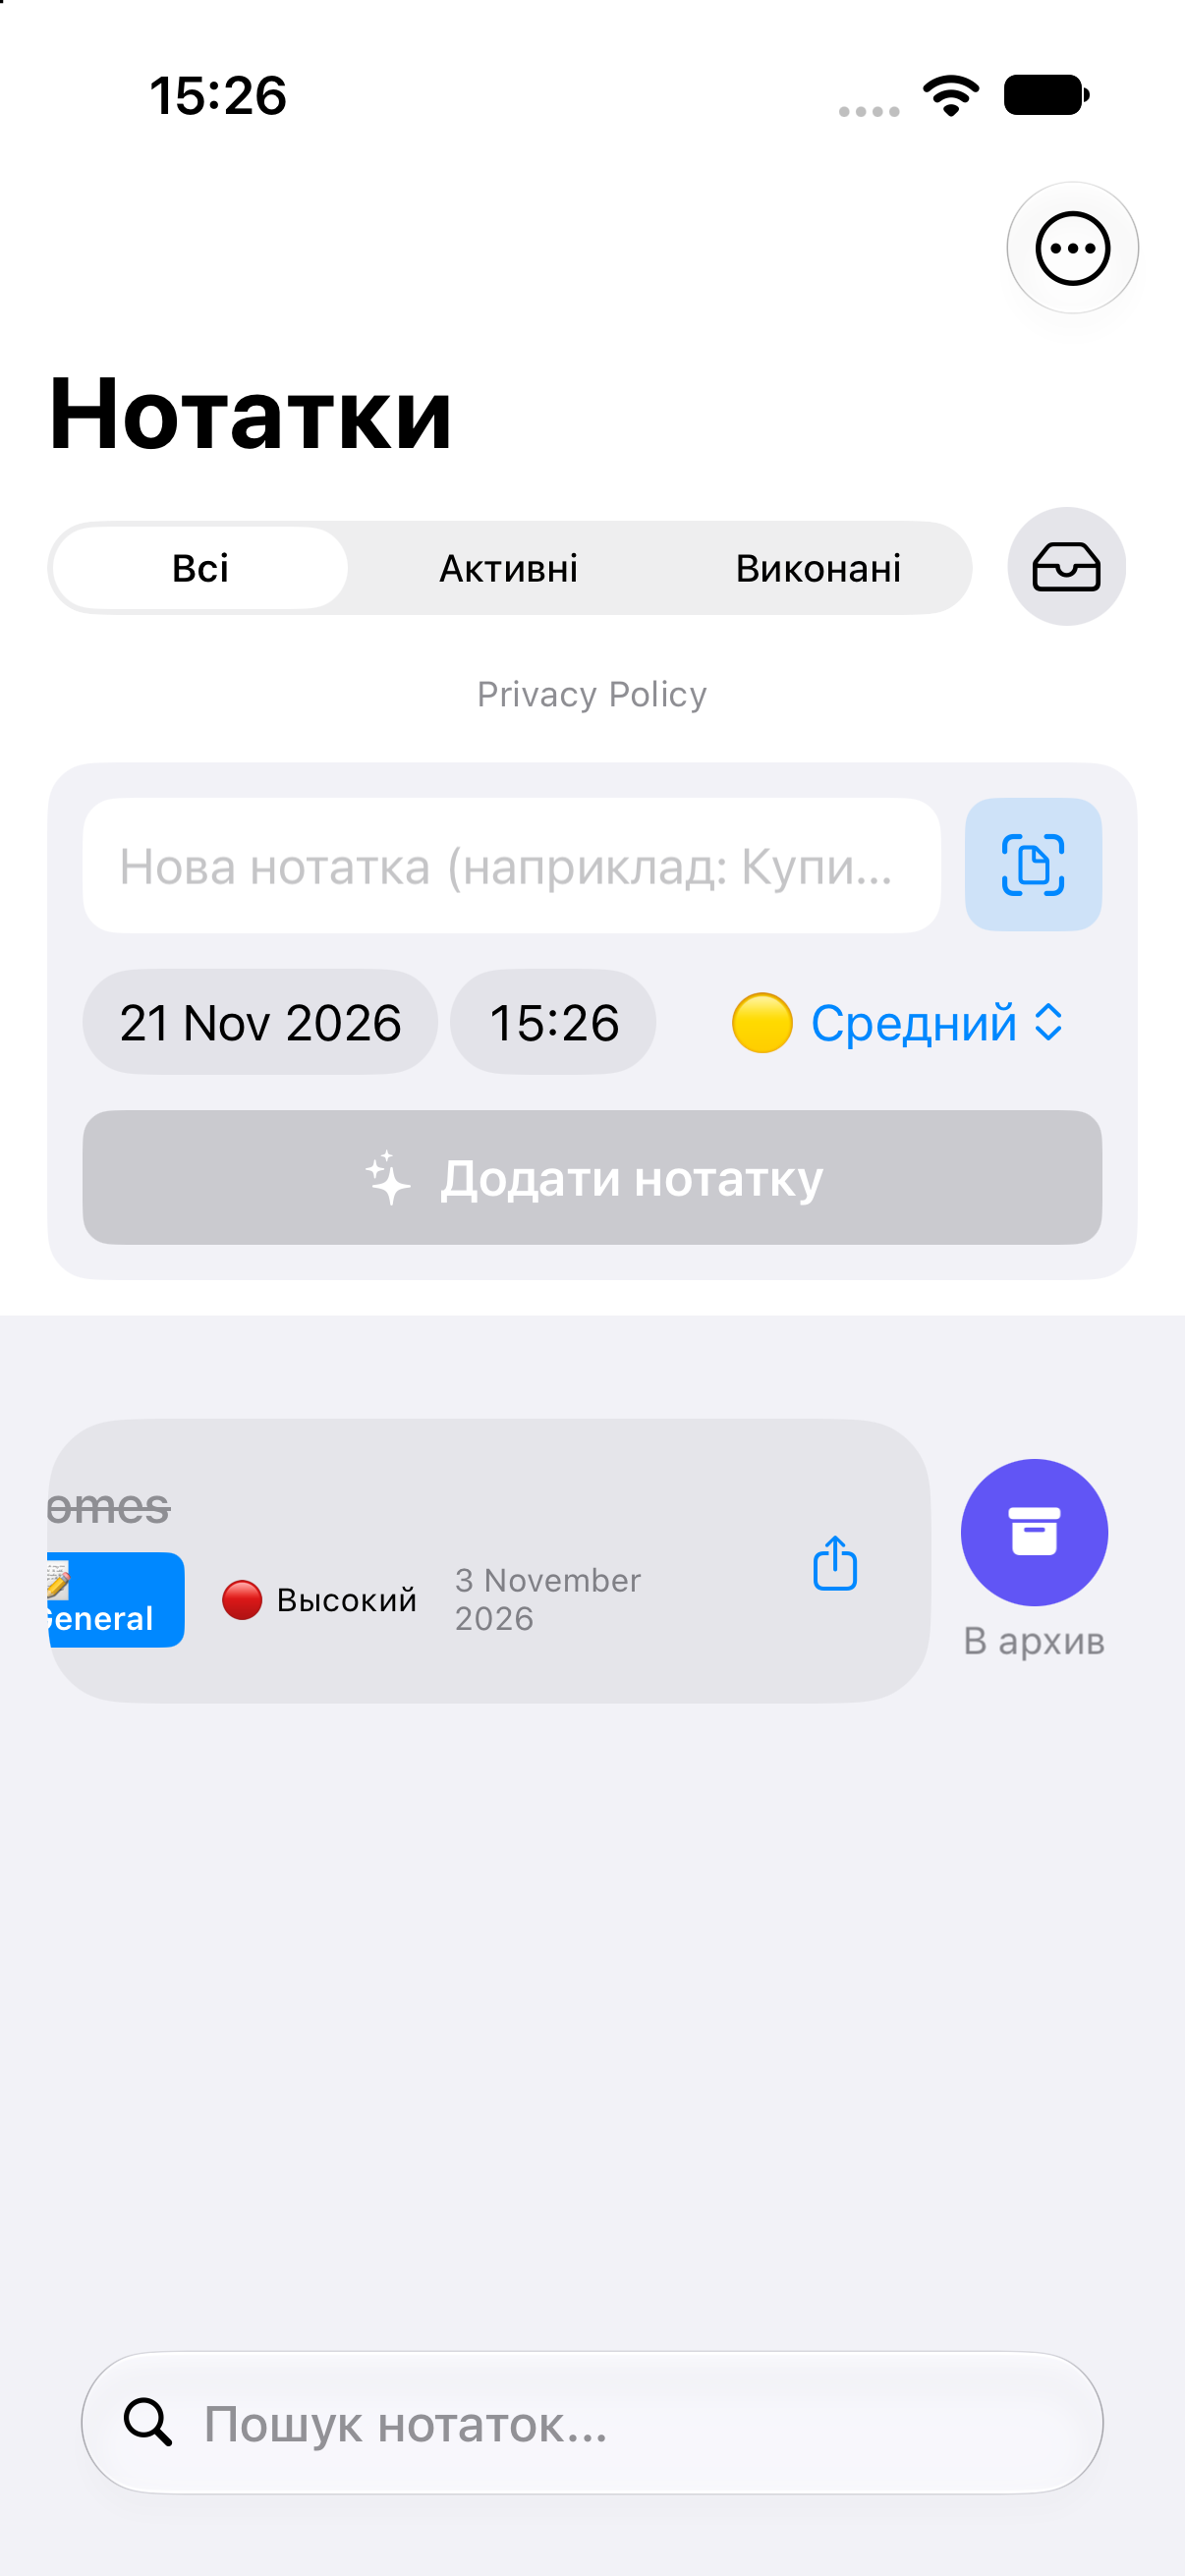 15:26
Нотатки
Всі Активні Виконані
Privacy Policy
Нова нотатка (наприклад: Купи...
21 Nov 2026 15:26 Средний
Додати нотатку
omes
General
Высокий
3 November
2026
В архив
Пошук нотаток...